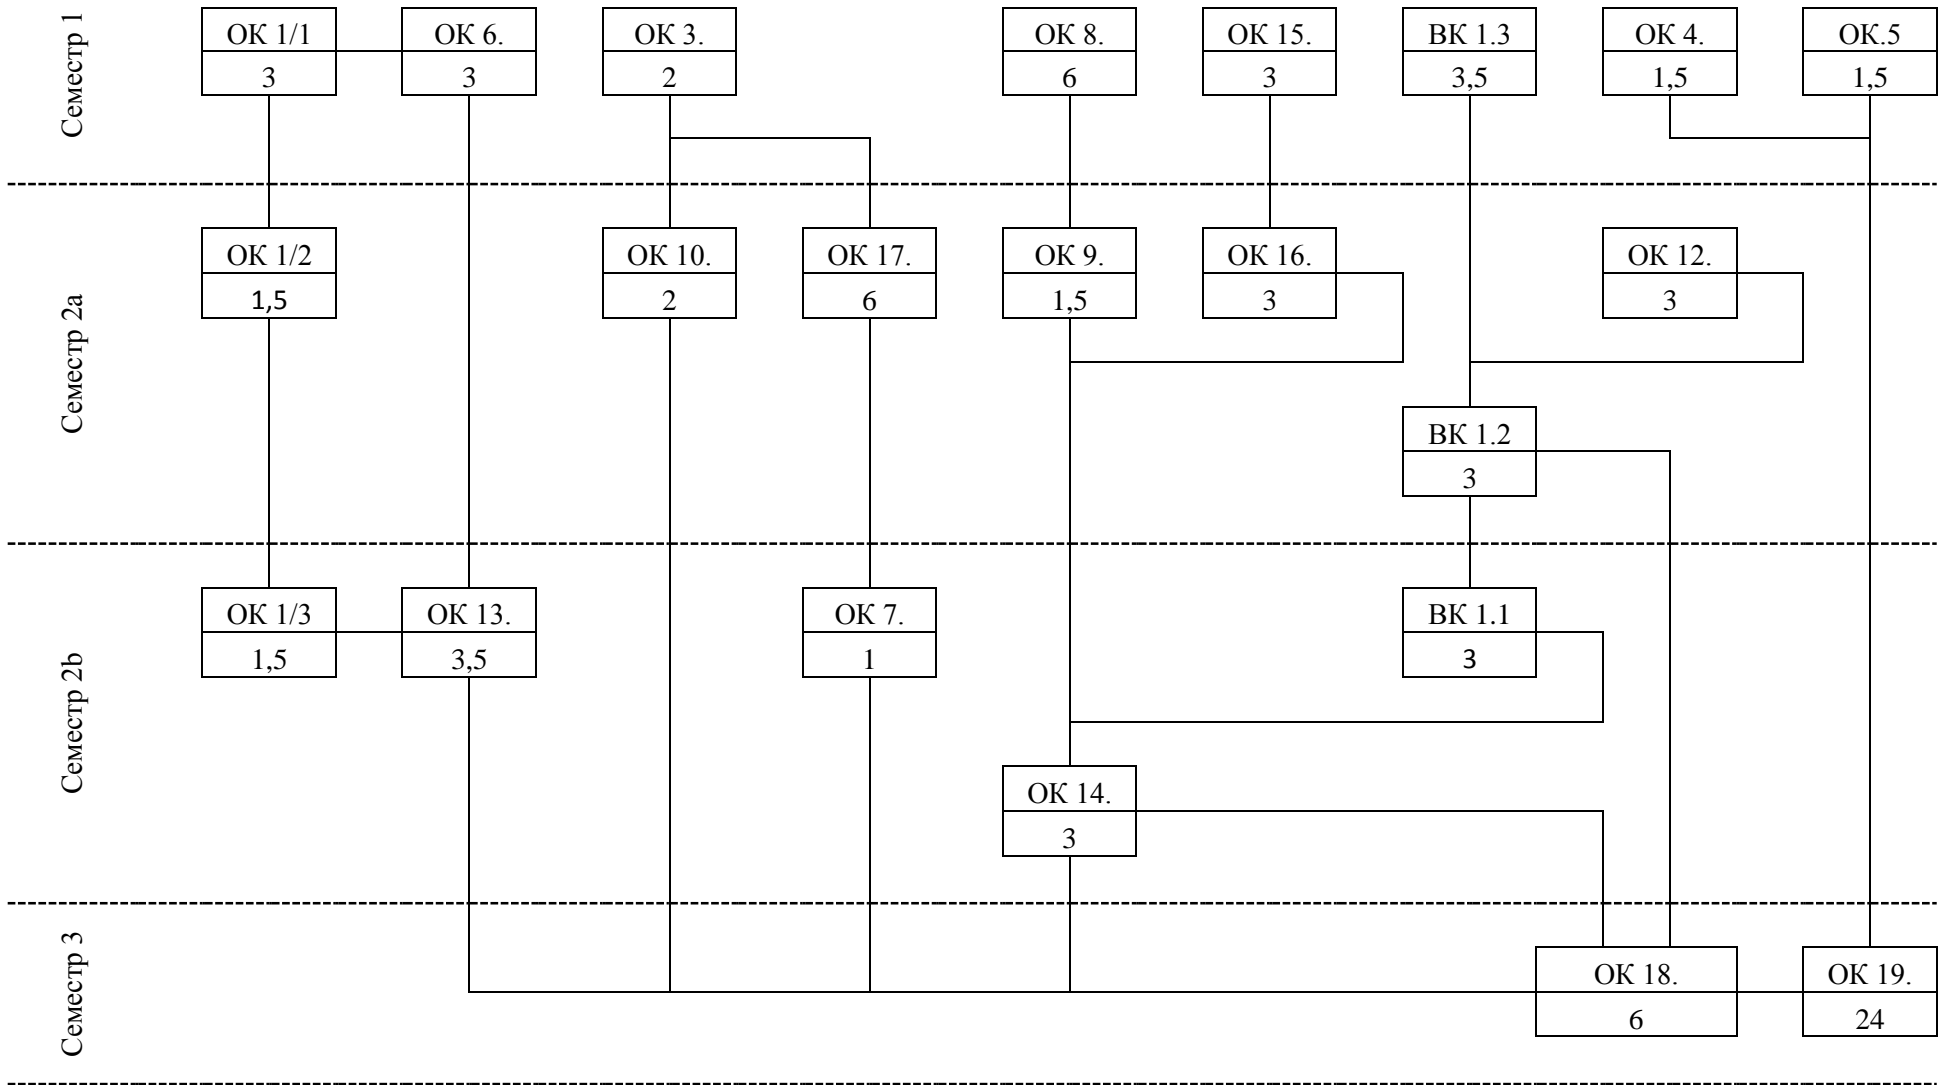 Семестр 1
ОК 1/1
ОК 6.
ОК 3.
ОК 8.
ОК 15.
ВК 1.3
ОК 4.
ОК.5
3
3
2
6
3
3,5
1,5
1,5
Семестр 2а
ОК 1/2
ОК 10.
ОК 17.
ОК 9.
ОК 16.
ОК 12.
1,5
2
6
1,5
3
3
ВК 1.2
3
Семестр 2b
ОК 1/3
ОК 13.
ОК 7.
ВК 1.1
1,5
3,5
1
3
ОК 14.
3
Семестр 3
ОК 18.
ОК 19.
6
24